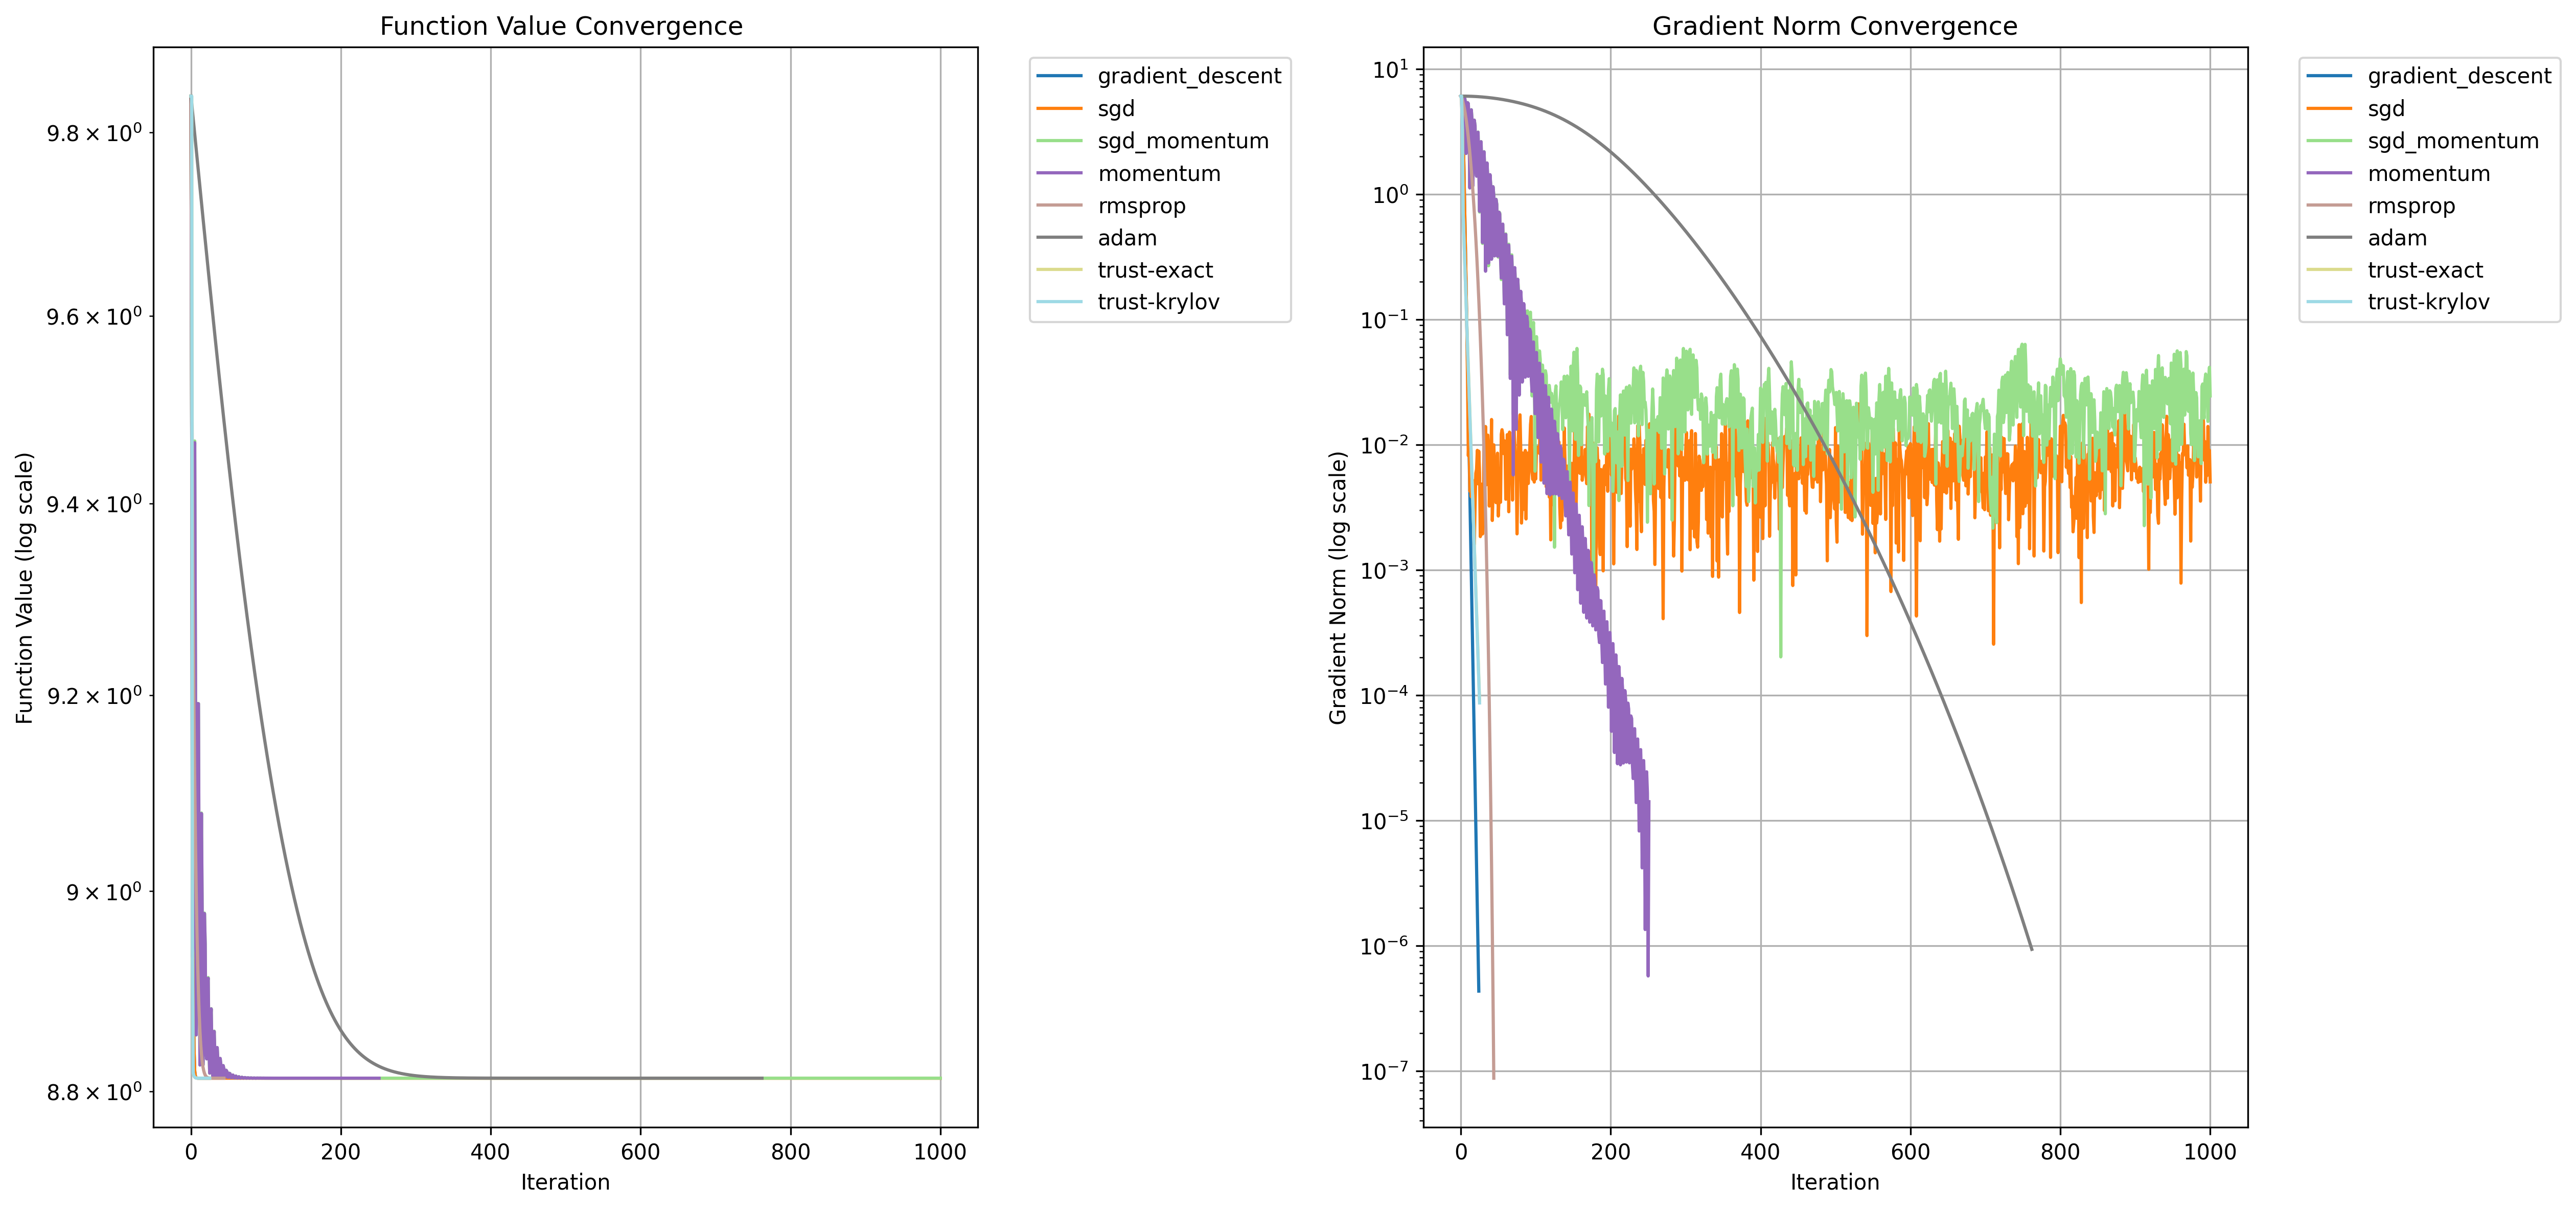 Function Value Convergence
Function Value (log scale)
9.8 × 10⁰
9.6 × 10⁰
9.4 × 10⁰
9.2 × 10⁰
9 × 10⁰
8.8 × 10⁰
0 200 400 600 800 1000
Iteration
gradient_descent
sgd
sgd_momentum
momentum
rmsprop
adam
trust-exact
trust-krylov
Gradient Norm Convergence
Gradient Norm (log scale)
10¹
10⁰
10⁻¹
10⁻²
10⁻³
10⁻⁴
10⁻⁵
10⁻⁶
10⁻⁷
0 200 400 600 800 1000
Iteration
gradient_descent
sgd
sgd_momentum
momentum
rmsprop
adam
trust-exact
trust-krylov